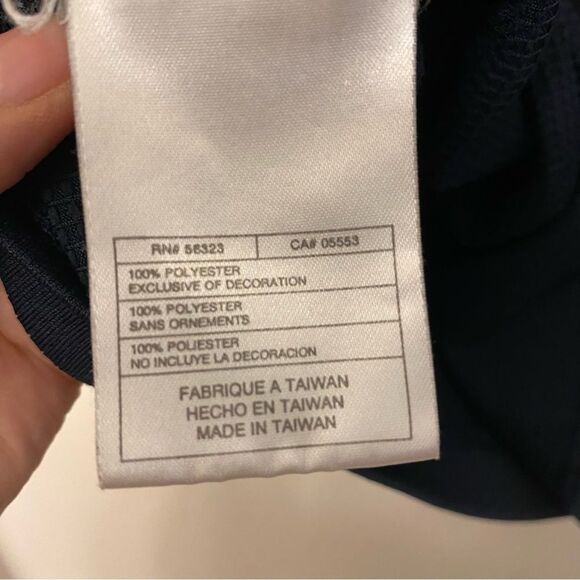 RN# 56323 CA# 05553
100% POLYESTER
EXCLUSIVE OF DECORATION
100% POLYESTER
SANS ORNEMENTS
100% POLIESTER
NO INCLUYE LA DECORACION
FABRIQUE A TAIWAN
HECHO EN TAIWAN
MADE IN TAIWAN